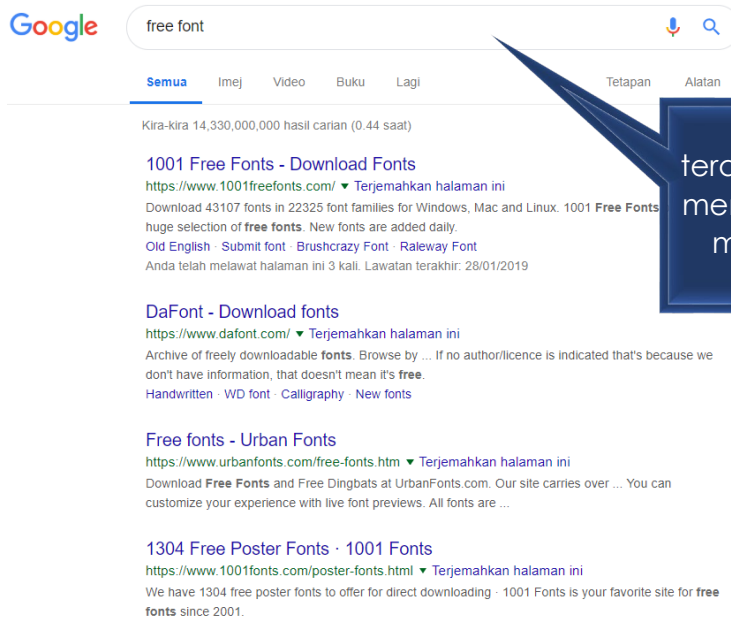 Google
free font
Semua Imej Video Buku Lagi Tetapan Alatan
Kira-kira 14,330,000,000 hasil carian (0.44 saat)
1001 Free Fonts - Download Fonts
https://www.1001freefonts.com/ ▼ Terjemahkan halaman ini
Download 43107 fonts in 22325 font families for Windows, Mac and Linux. 1001 Free Fonts
huge selection of free fonts. New fonts are added daily.
Old English · Submit font · Brushcrazy Font · Raleway Font
Anda telah melawat halaman ini 3 kali. Lawatan terakhir: 28/01/2019
DaFont - Download fonts
https://www.dafont.com/ ▼ Terjemahkan halaman ini
Archive of freely downloadable fonts. Browse by ... If no author/licence is indicated that's because we
don't have information, that doesn't mean it's free.
Handwritten · WD font · Calligraphy · New fonts
Free fonts - Urban Fonts
https://www.urbanfonts.com/free-fonts.htm ▼ Terjemahkan halaman ini
Download Free Fonts and Free Dingbats at UrbanFonts.com. Our site carries over ... You can
customize your experience with live font previews. All fonts are ...
1304 Free Poster Fonts · 1001 Fonts
https://www.1001fonts.com/poster-fonts.html ▼ Terjemahkan halaman ini
We have 1304 free poster fonts to offer for direct downloading · 1001 Fonts is your favorite site for free
fonts since 2001.